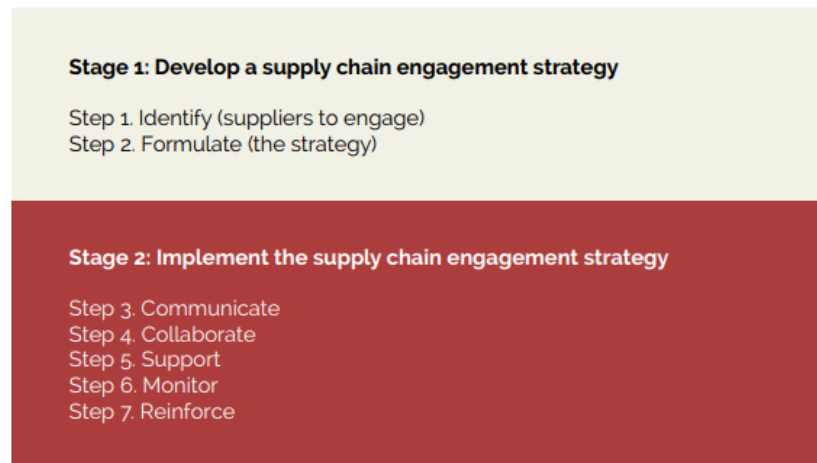 Stage 1: Develop a supply chain engagement strategy
Step 1. Identify (suppliers to engage)
Step 2. Formulate (the strategy)
Stage 2: Implement the supply chain engagement strategy
Step 3. Communicate
Step 4. Collaborate
Step 5. Support
Step 6. Monitor
Step 7. Reinforce